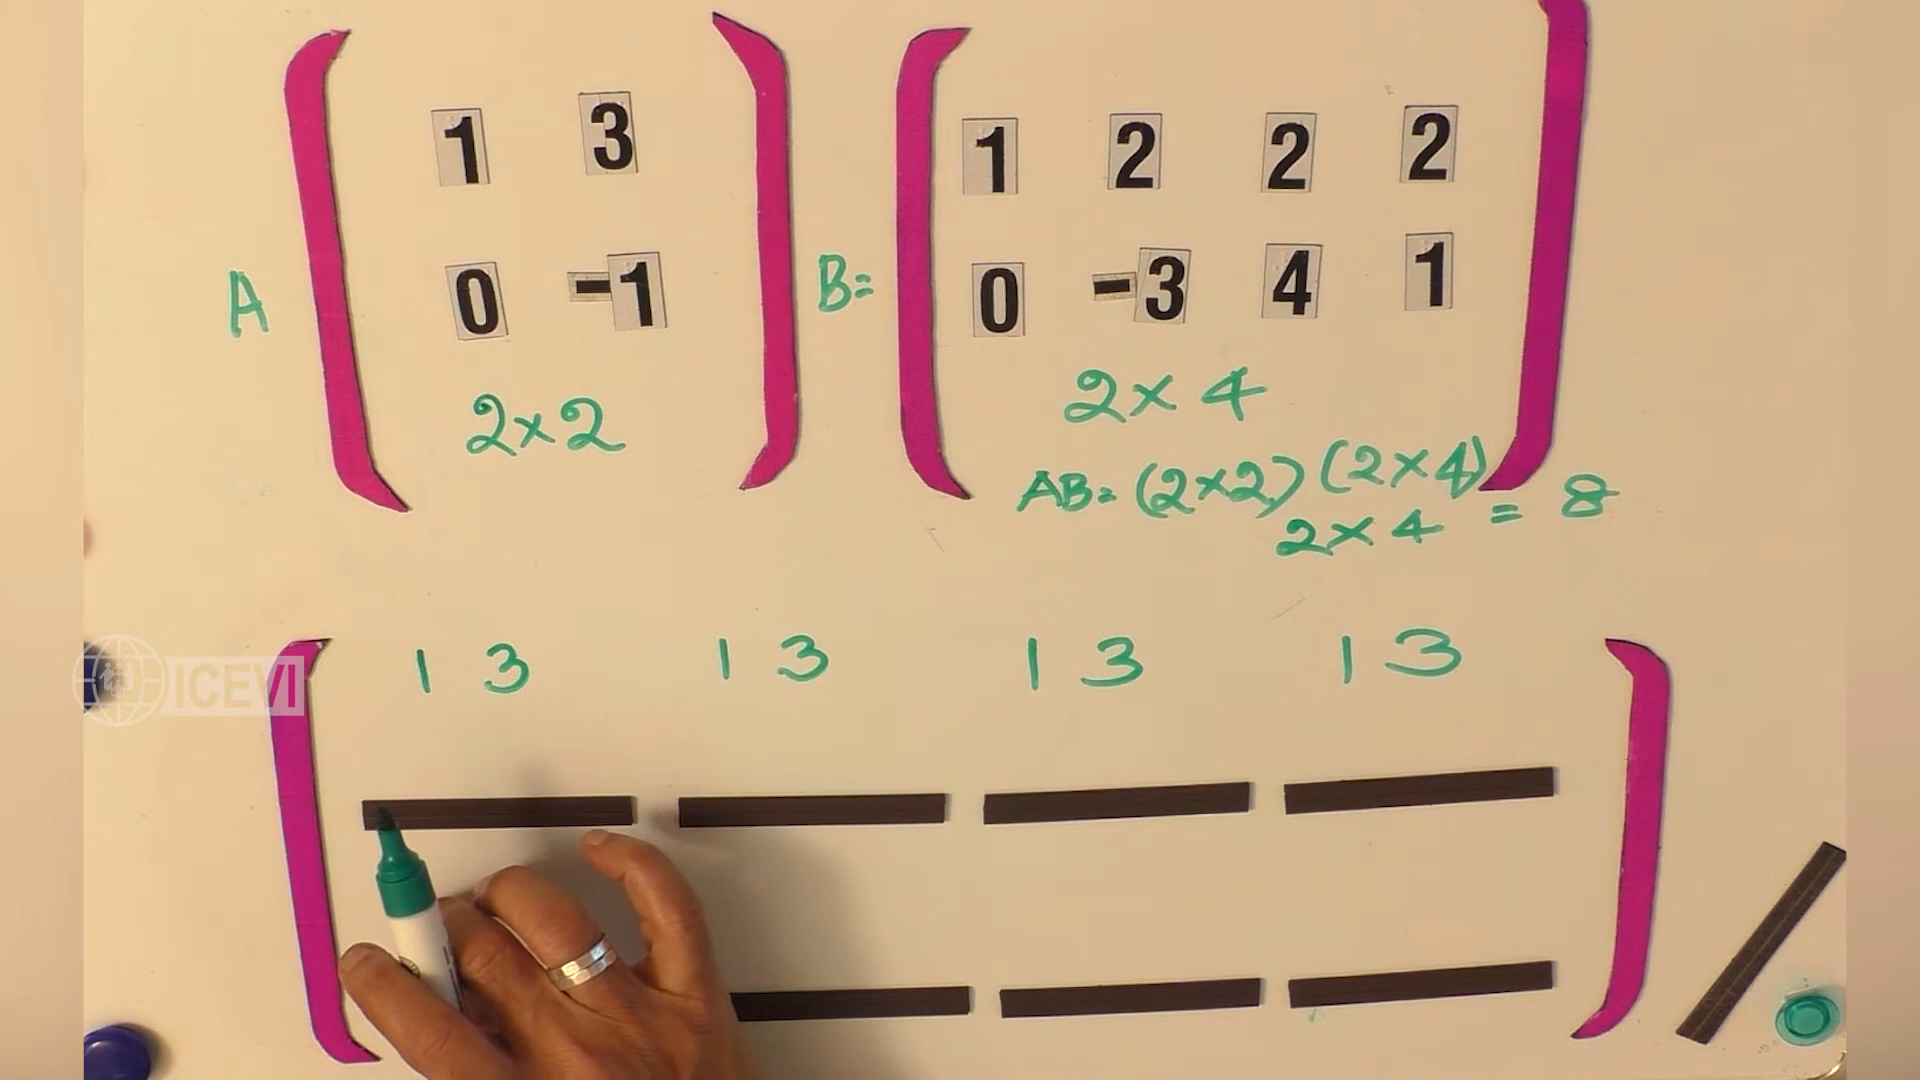 1 3
1 2 2 2
A
0 -1
B=
0 -3 4 1
2×2
2×4
AB= (2×2) (2×4)
2×4 = 8
1 3 1 3 1 3 1 3
ICEVI